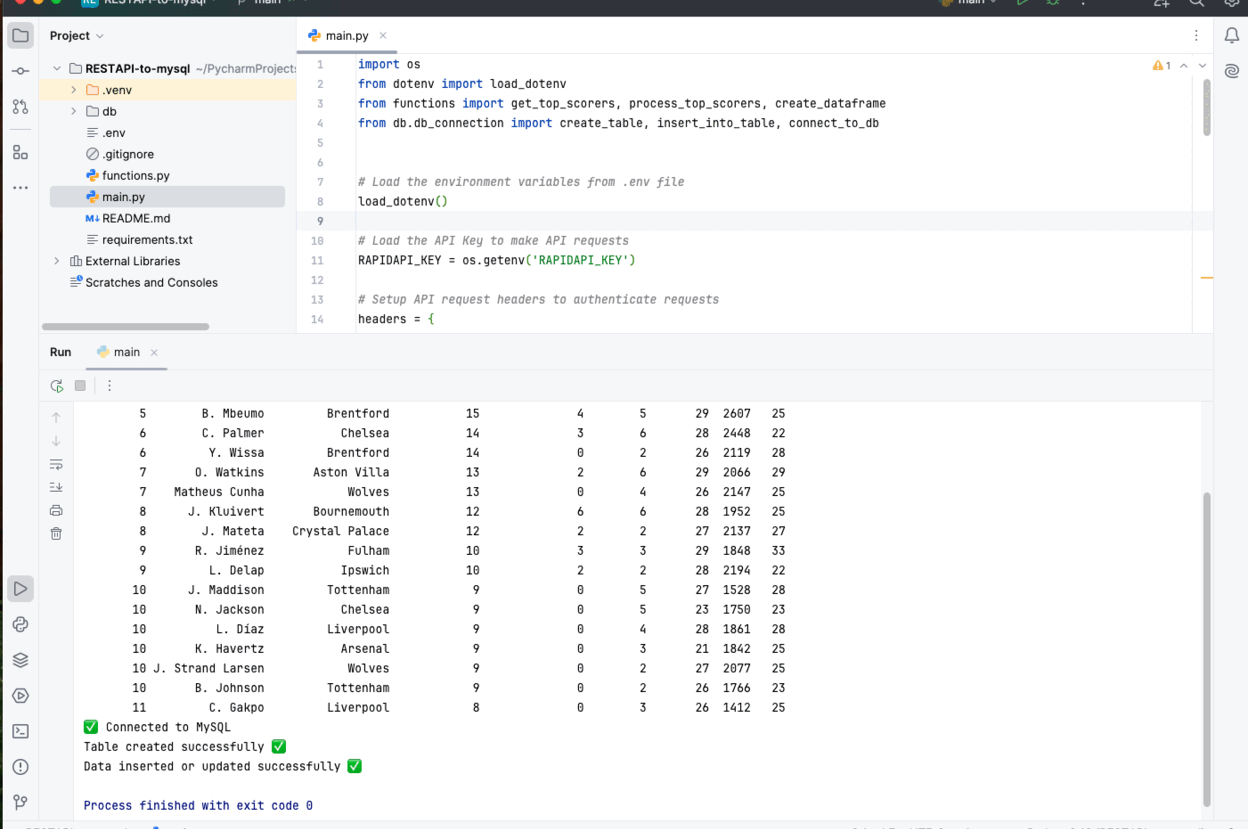 RESTAPI-to-mysql main main
Project
main.py
RESTAPI-to-mysql ~/PycharmProjects
.venv
db
.env
.gitignore
functions.py
main.py
M↓ README.md
requirements.txt
External Libraries
Scratches and Consoles
1 import os
2 from dotenv import load_dotenv
3 from functions import get_top_scorers, process_top_scorers, create_dataframe
4 from db.db_connection import create_table, insert_into_table, connect_to_db
5
6
7 # Load the environment variables from .env file
8 load_dotenv()
9
10 # Load the API Key to make API requests
11 RAPIDAPI_KEY = os.getenv('RAPIDAPI_KEY')
12
13 # Setup API request headers to authenticate requests
14 headers = {
1
Run main
5 B. Mbeumo Brentford 15 4 5 29 2607 25
6 C. Palmer Chelsea 14 3 6 28 2448 22
6 Y. Wissa Brentford 14 0 2 26 2119 28
7 O. Watkins Aston Villa 13 2 6 29 2066 29
7 Matheus Cunha Wolves 13 0 4 26 2147 25
8 J. Kluivert Bournemouth 12 6 6 28 1952 25
8 J. Mateta Crystal Palace 12 2 2 27 2137 27
9 R. Jiménez Fulham 10 3 3 29 1848 33
9 L. Delap Ipswich 10 2 2 28 2194 22
10 J. Maddison Tottenham 9 0 5 27 1528 28
10 N. Jackson Chelsea 9 0 5 23 1750 23
10 L. Díaz Liverpool 9 0 4 28 1861 28
10 K. Havertz Arsenal 9 0 3 21 1842 25
10 J. Strand Larsen Wolves 9 0 2 27 2077 25
10 B. Johnson Tottenham 9 0 2 26 1766 23
11 C. Gakpo Liverpool 8 0 3 26 1412 25
✅ Connected to MySQL
Table created successfully ✅
Data inserted or updated successfully ✅
Process finished with exit code 0